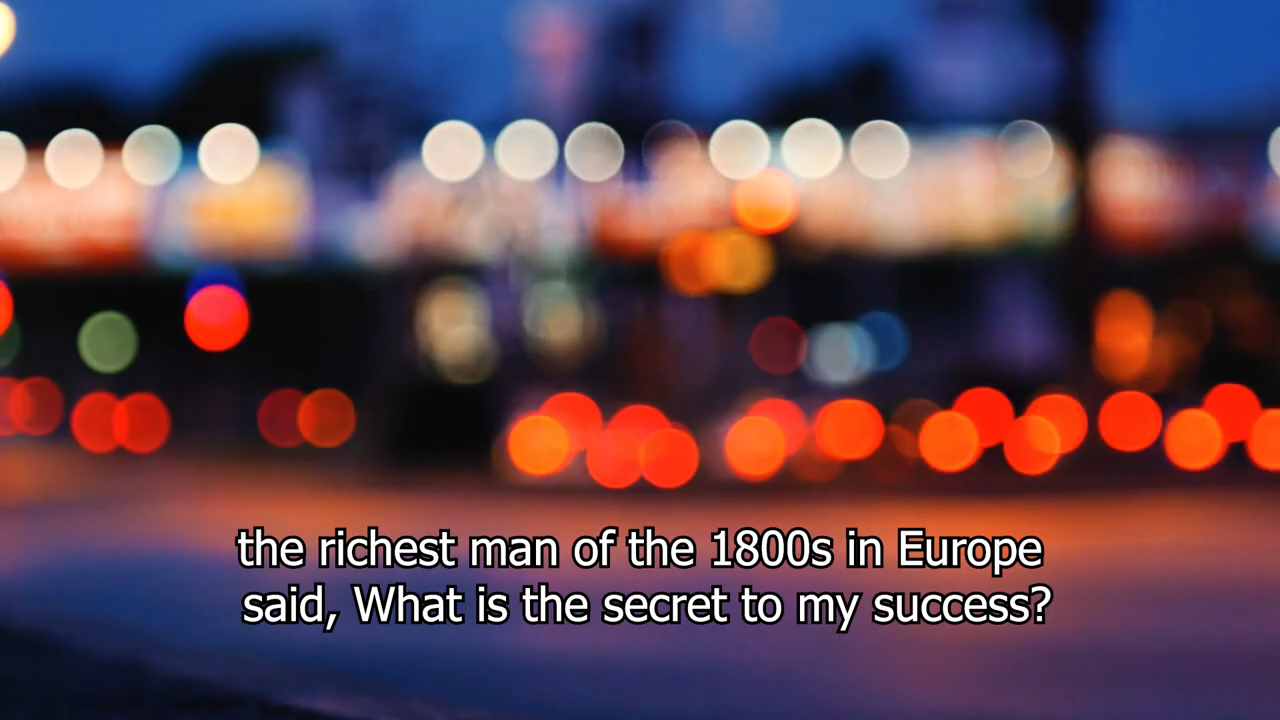 the richest man of the 1800s in Europe
said, What is the secret to my success?